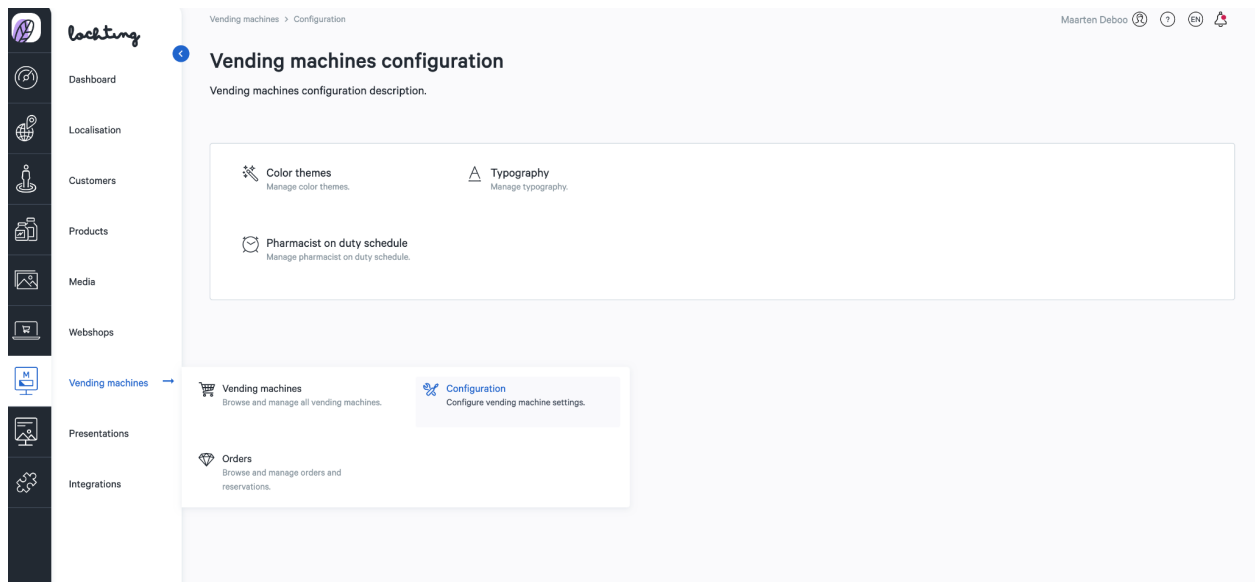 lochting
Vending machines > Configuration
Maarten Deboo
?
EN
Vending machines configuration
Vending machines configuration description.
Dashboard
Localisation
Customers
Products
Media
Webshops
Vending machines
Presentations
Integrations
Color themes
Manage color themes.
A Typography
Manage typography.
Pharmacist on duty schedule
Manage pharmacist on duty schedule.
M
Vending machines
Browse and manage all vending machines.
Configuration
Configure vending machine settings.
Orders
Browse and manage orders and
reservations.